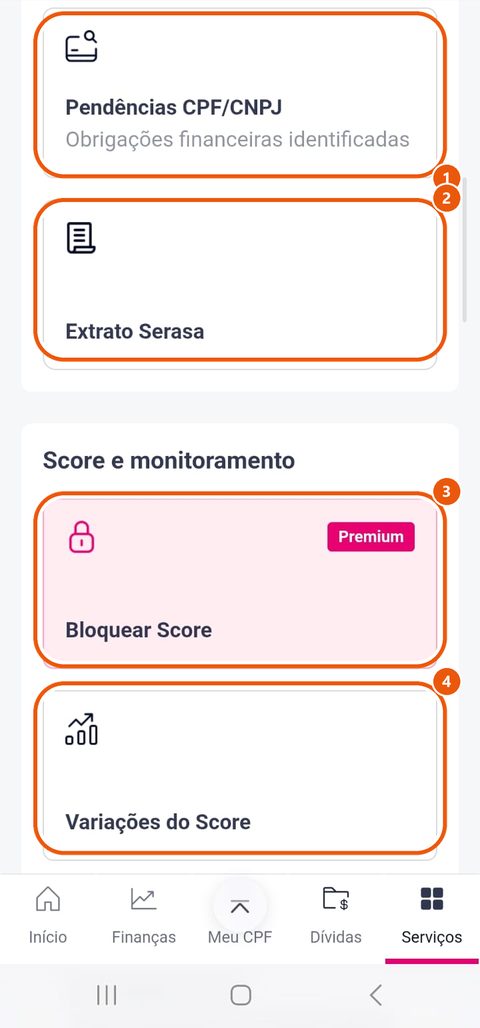 Pendências CPF/CNPJ
Obrigações financeiras identificadas
1
2
Extrato Serasa
Score e monitoramento
3
Premium
Bloquear Score
4
Variações do Score
$
Início Finanças Meu CPF Dívidas Serviços